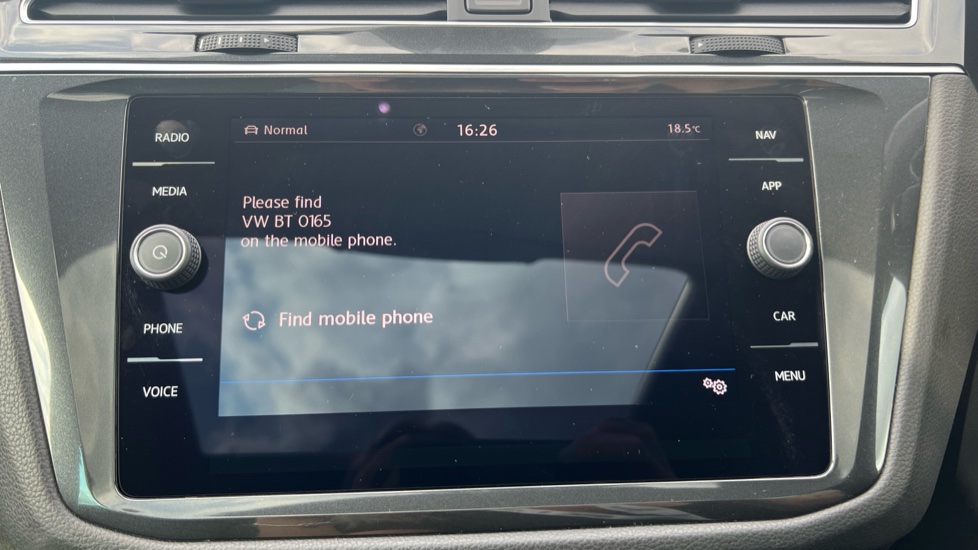 RADIO
MEDIA
PHONE
VOICE
Normal 16:26 18.5°C
Please find
VW BT 0165
on the mobile phone.
Find mobile phone
NAV
APP
CAR
MENU